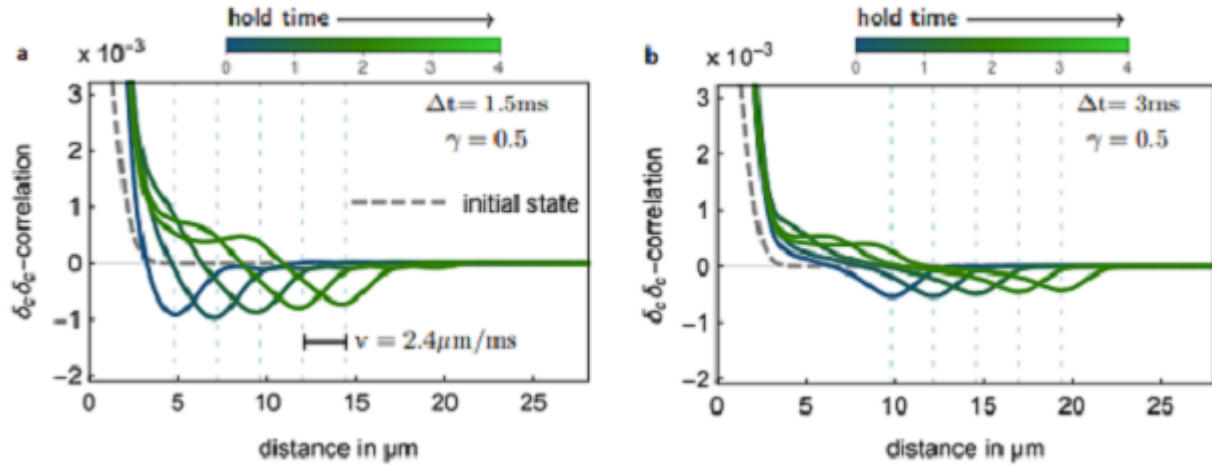 hold time
a
x 10⁻³
0 1 2 3 4
Δt= 1.5ms
γ = 0.5
initial state
v = 2.4μm/ms
δcδc-correlation
3
2
1
0
−1
−2
0 5 10 15 20 25
distance in μm
hold time
b
x 10⁻³
0 1 2 3 4
Δt= 3ms
γ = 0.5
δcδc-correlation
3
2
1
0
−1
−2
0 5 10 15 20 25
distance in μm